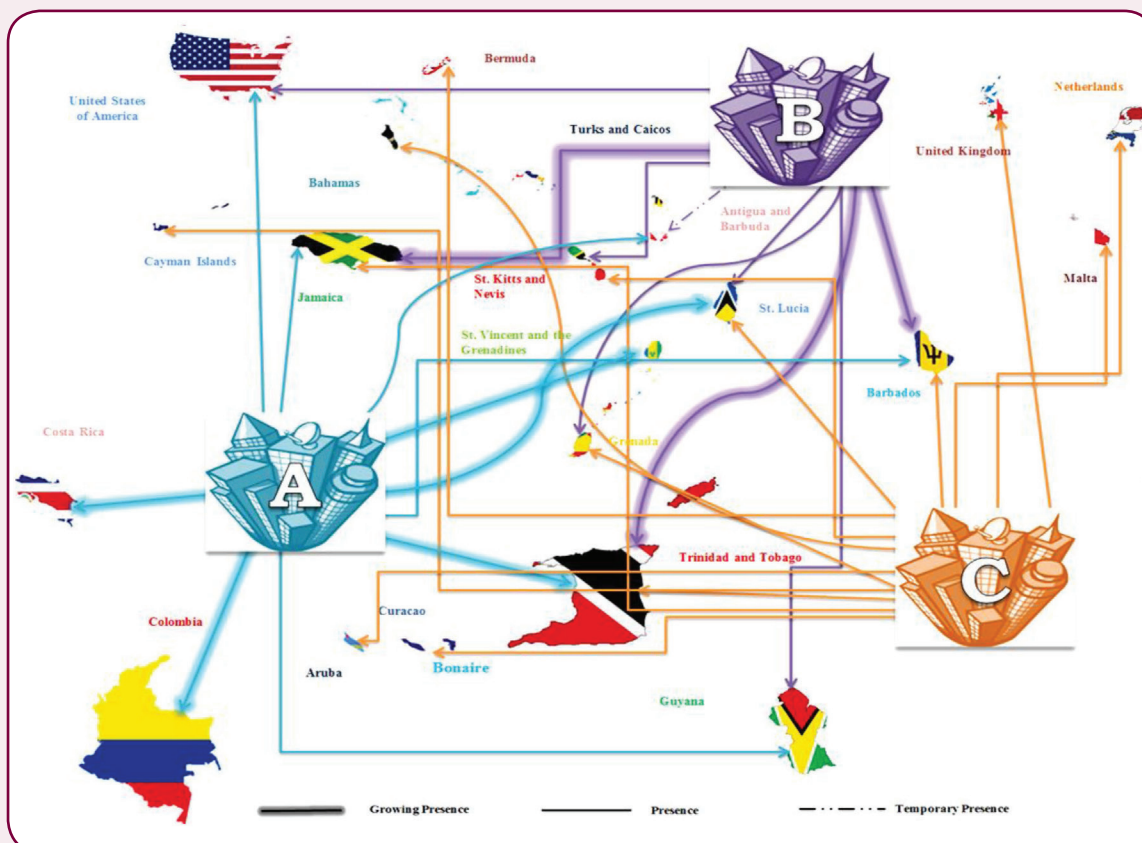 Bermuda
B
Netherlands
United States
of America
Turks and Caicos
United Kingdom
Bahamas
Antigua and
Barbuda
Cayman Islands
St. Kitts and
Nevis
Malta
Jamaica
St. Lucia
St. Vincent and the
Grenadines
Barbados
Costa Rica
Grenada
A
Trinidad and Tobago
C
Colombia
Curacao
Aruba
Bonaire
Guyana
Growing Presence
Presence
Temporary Presence